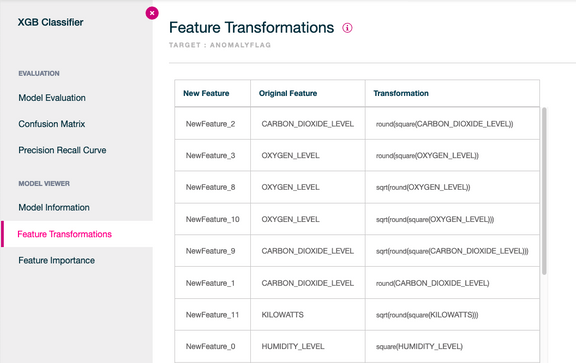 XGB Classifier
EVALUATION
Model Evaluation
Confusion Matrix
Precision Recall Curve
MODEL VIEWER
Model Information
Feature Transformations
Feature Importance
Feature Transformations
TARGET : ANOMALYFLAG
New Feature Original Feature Transformation
NewFeature_2 CARBON_DIOXIDE_LEVEL round(square(CARBON_DIOXIDE_LEVEL))
NewFeature_3 OXYGEN_LEVEL round(square(OXYGEN_LEVEL))
NewFeature_8 OXYGEN_LEVEL sqrt(round(OXYGEN_LEVEL))
NewFeature_10 OXYGEN_LEVEL sqrt(round(square(OXYGEN_LEVEL)))
NewFeature_9 CARBON_DIOXIDE_LEVEL sqrt(round(square(CARBON_DIOXIDE_LEVEL)))
NewFeature_1 CARBON_DIOXIDE_LEVEL round(CARBON_DIOXIDE_LEVEL)
NewFeature_11 KILOWATTS sqrt(round(square(KILOWATTS)))
NewFeature_0 HUMIDITY_LEVEL square(HUMIDITY_LEVEL)